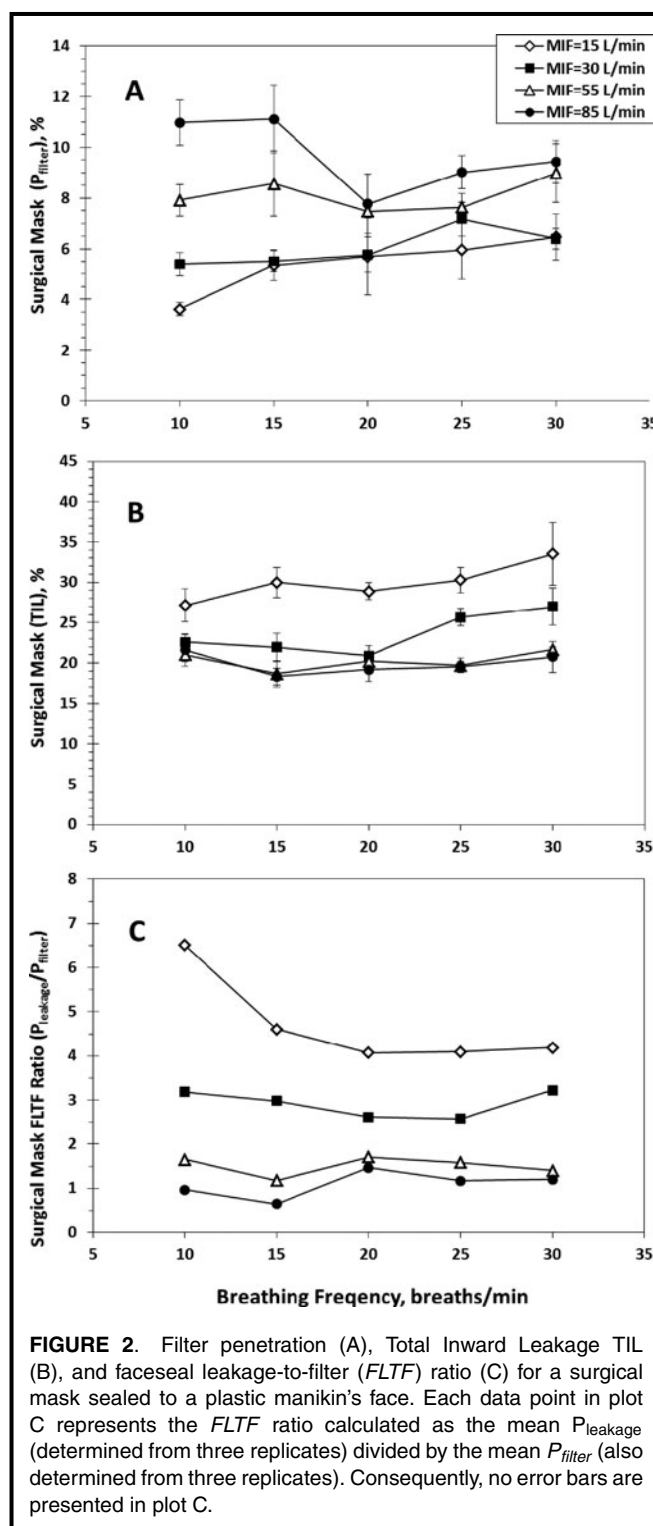 MIF=15 L/min
MIF=30 L/min
MIF=55 L/min
MIF=85 L/min
A
Surgical Mask (Pfilter), %
14
12
10
8
6
4
2
0
5 10 15 20 25 30 35
B
Surgical Mask (TIL), %
45
40
35
30
25
20
15
10
5
0
5 10 15 20 25 30 35
C
Surgical Mask FLTF Ratio (Pleakage/Pfilter)
8
7
6
5
4
3
2
1
0
5 10 15 20 25 30 35
Breathing Freqency, breaths/min
FIGURE 2. Filter penetration (A), Total Inward Leakage TIL
(B), and faceseal leakage-to-filter (FLTF) ratio (C) for a surgical
mask sealed to a plastic manikin's face. Each data point in plot
C represents the FLTF ratio calculated as the mean Pleakage
(determined from three replicates) divided by the mean Pfilter (also
determined from three replicates). Consequently, no error bars are
presented in plot C.